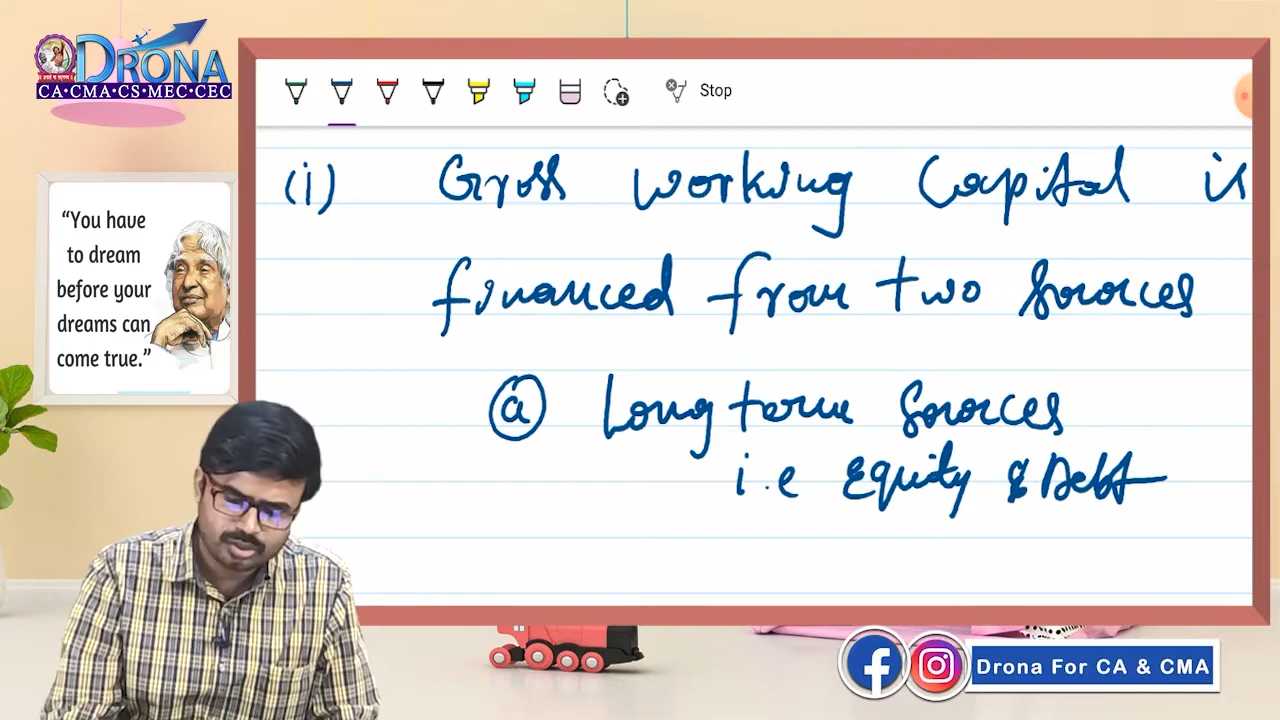 DRONA
CA•CMA•CS•MEC•CEC
Stop
"You have
to dream
before your
dreams can
come true."
(i) Gross working Capital is
financed from two sources
(a) Long term sources
i.e Equity & Debt
Drona For CA & CMA